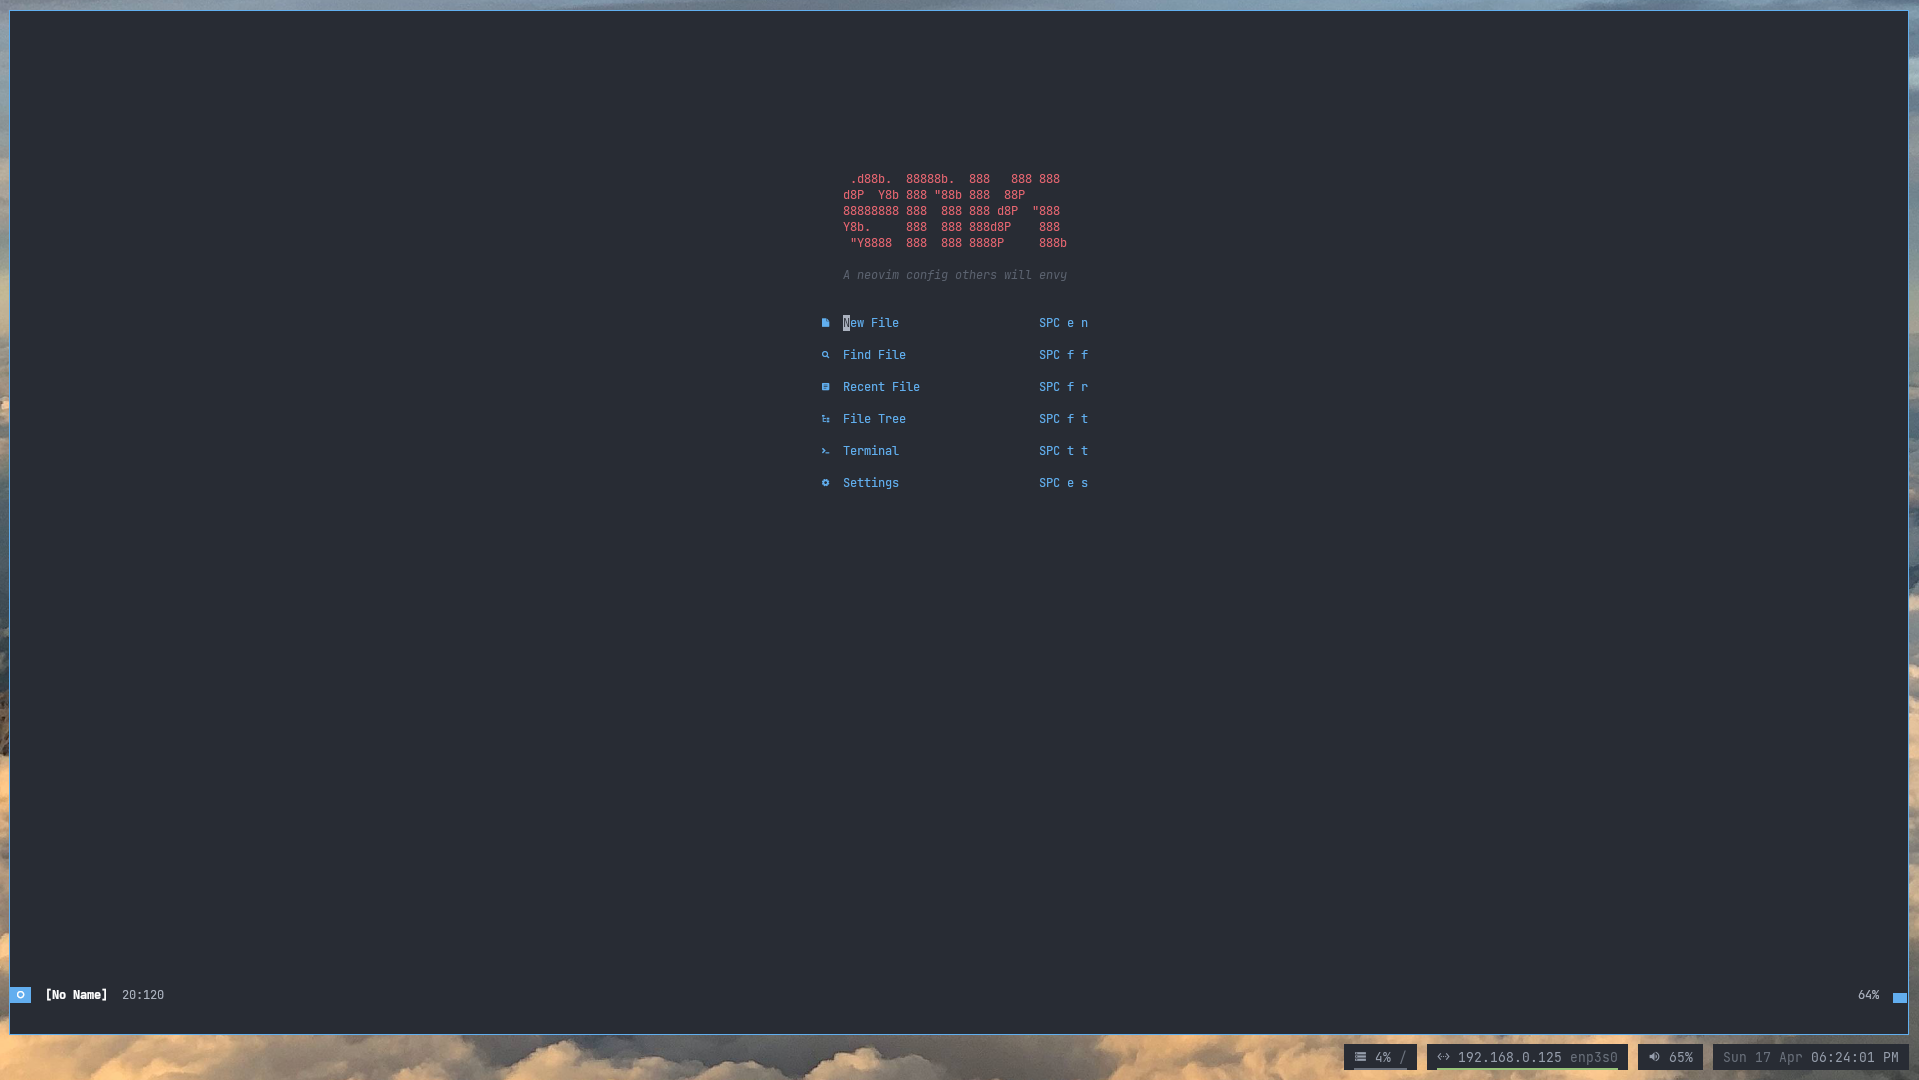 .d88b.  88888b.  888   888 888
d8P  Y8b 888 "88b 888  88P
88888888 888  888 888 d8P  "888
Y8b.     888  888 888d8P    888
 "Y8888  888  888 8888P     888b
A neovim config others will envy
New File SPC e n
Find File SPC f f
Recent File SPC f r
File Tree SPC f t
Terminal SPC t t
Settings SPC e s
[No Name] 20:120 64%
4% / 192.168.0.125 enp3s0 65% Sun 17 Apr 06:24:01 PM